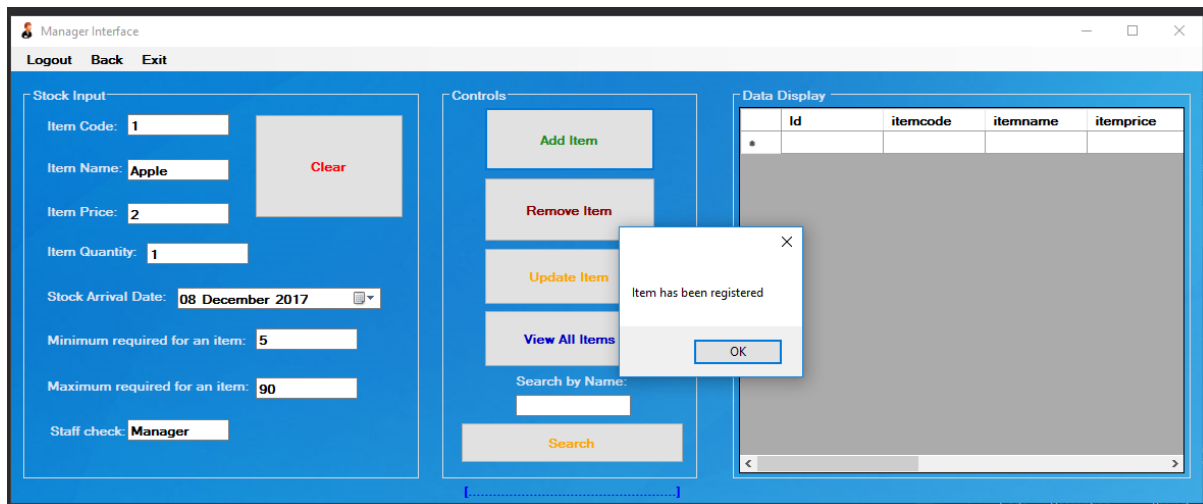 Manager Interface
Logout Back Exit
Stock Input
Item Code: 1
Item Name: Apple
Item Price: 2
Item Quantity: 1
Stock Arrival Date: 08 December 2017
Minimum required for an item: 5
Maximum required for an item: 90
Staff check: Manager
Clear
Controls
Add Item
Remove Item
Update Item
View All Items
Search by Name:
Search
[....................................................]
Data Display
Id itemcode itemname itemprice
Item has been registered
OK